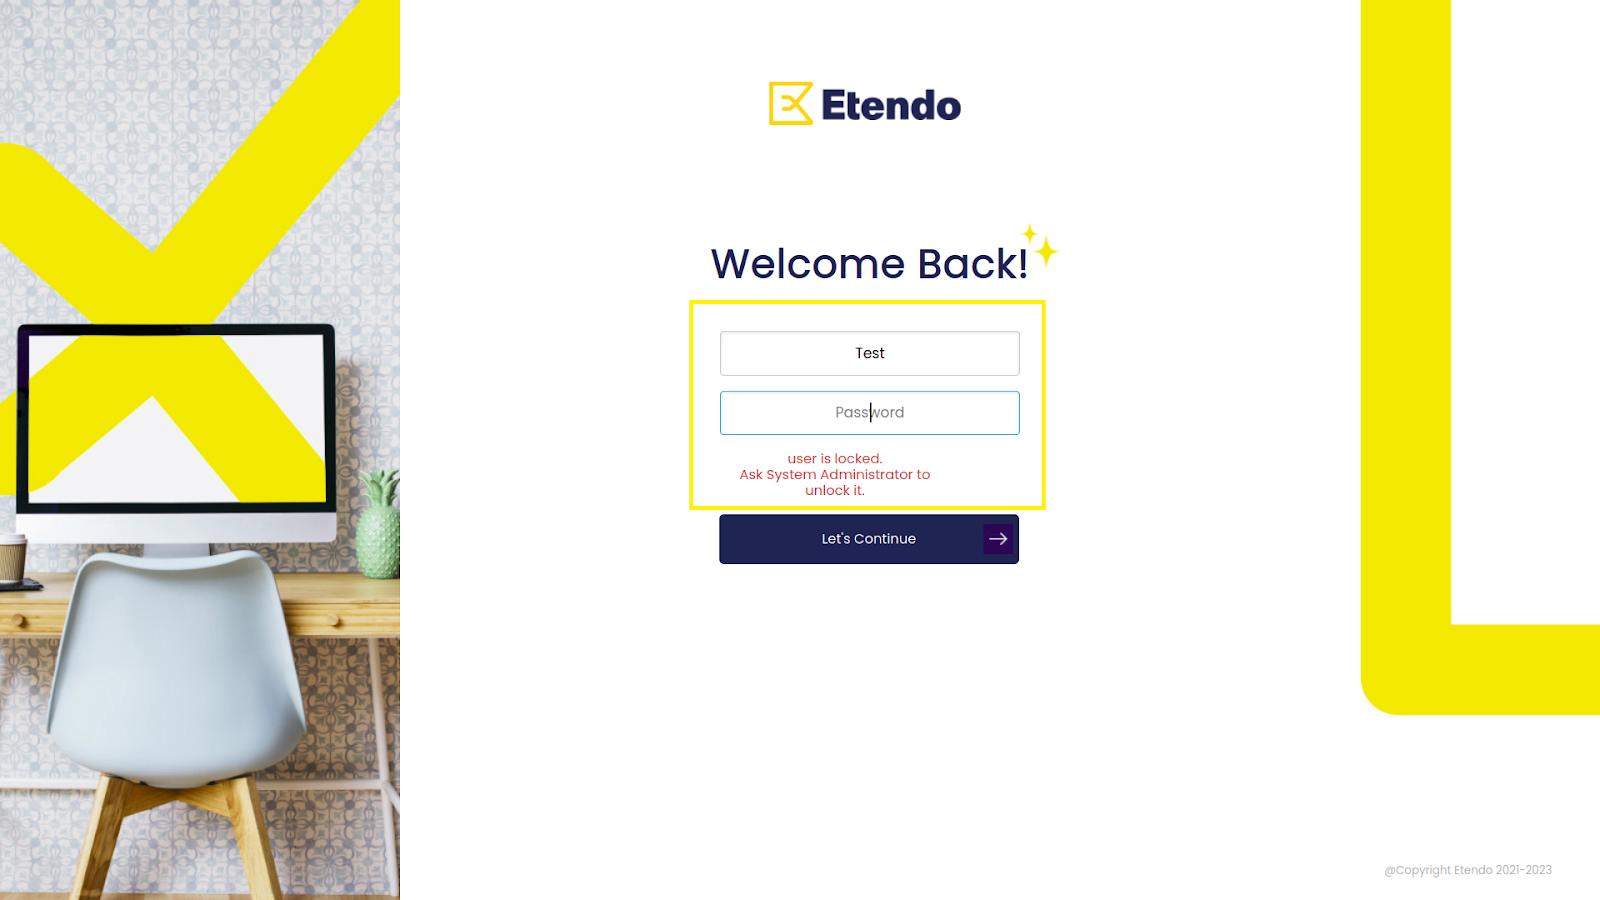 Etendo
Welcome Back!
Test
Password
user is locked.
Ask System Administrator to
unlock it.
Let's Continue
@Copyright Etendo 2021-2023